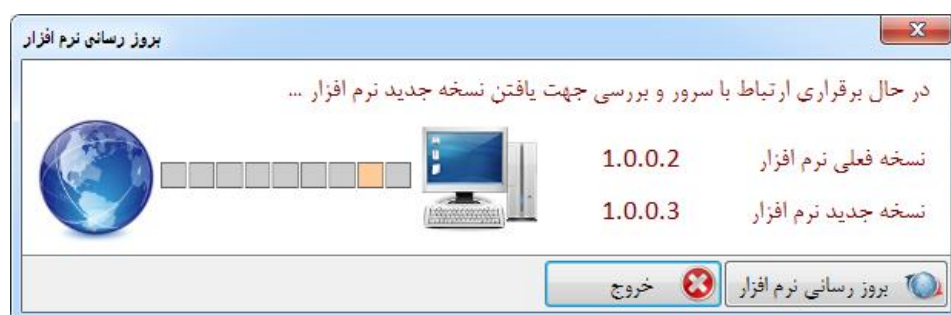 بروز رسانی نرم افزار
در حال برقراری ارتباط با سرور و بررسی جهت یافتن نسخه جدید نرم افزار ...
نسخه فعلی نرم افزار 1.0.0.2
نسخه جدید نرم افزار 1.0.0.3
بروز رسانی نرم افزار خروج